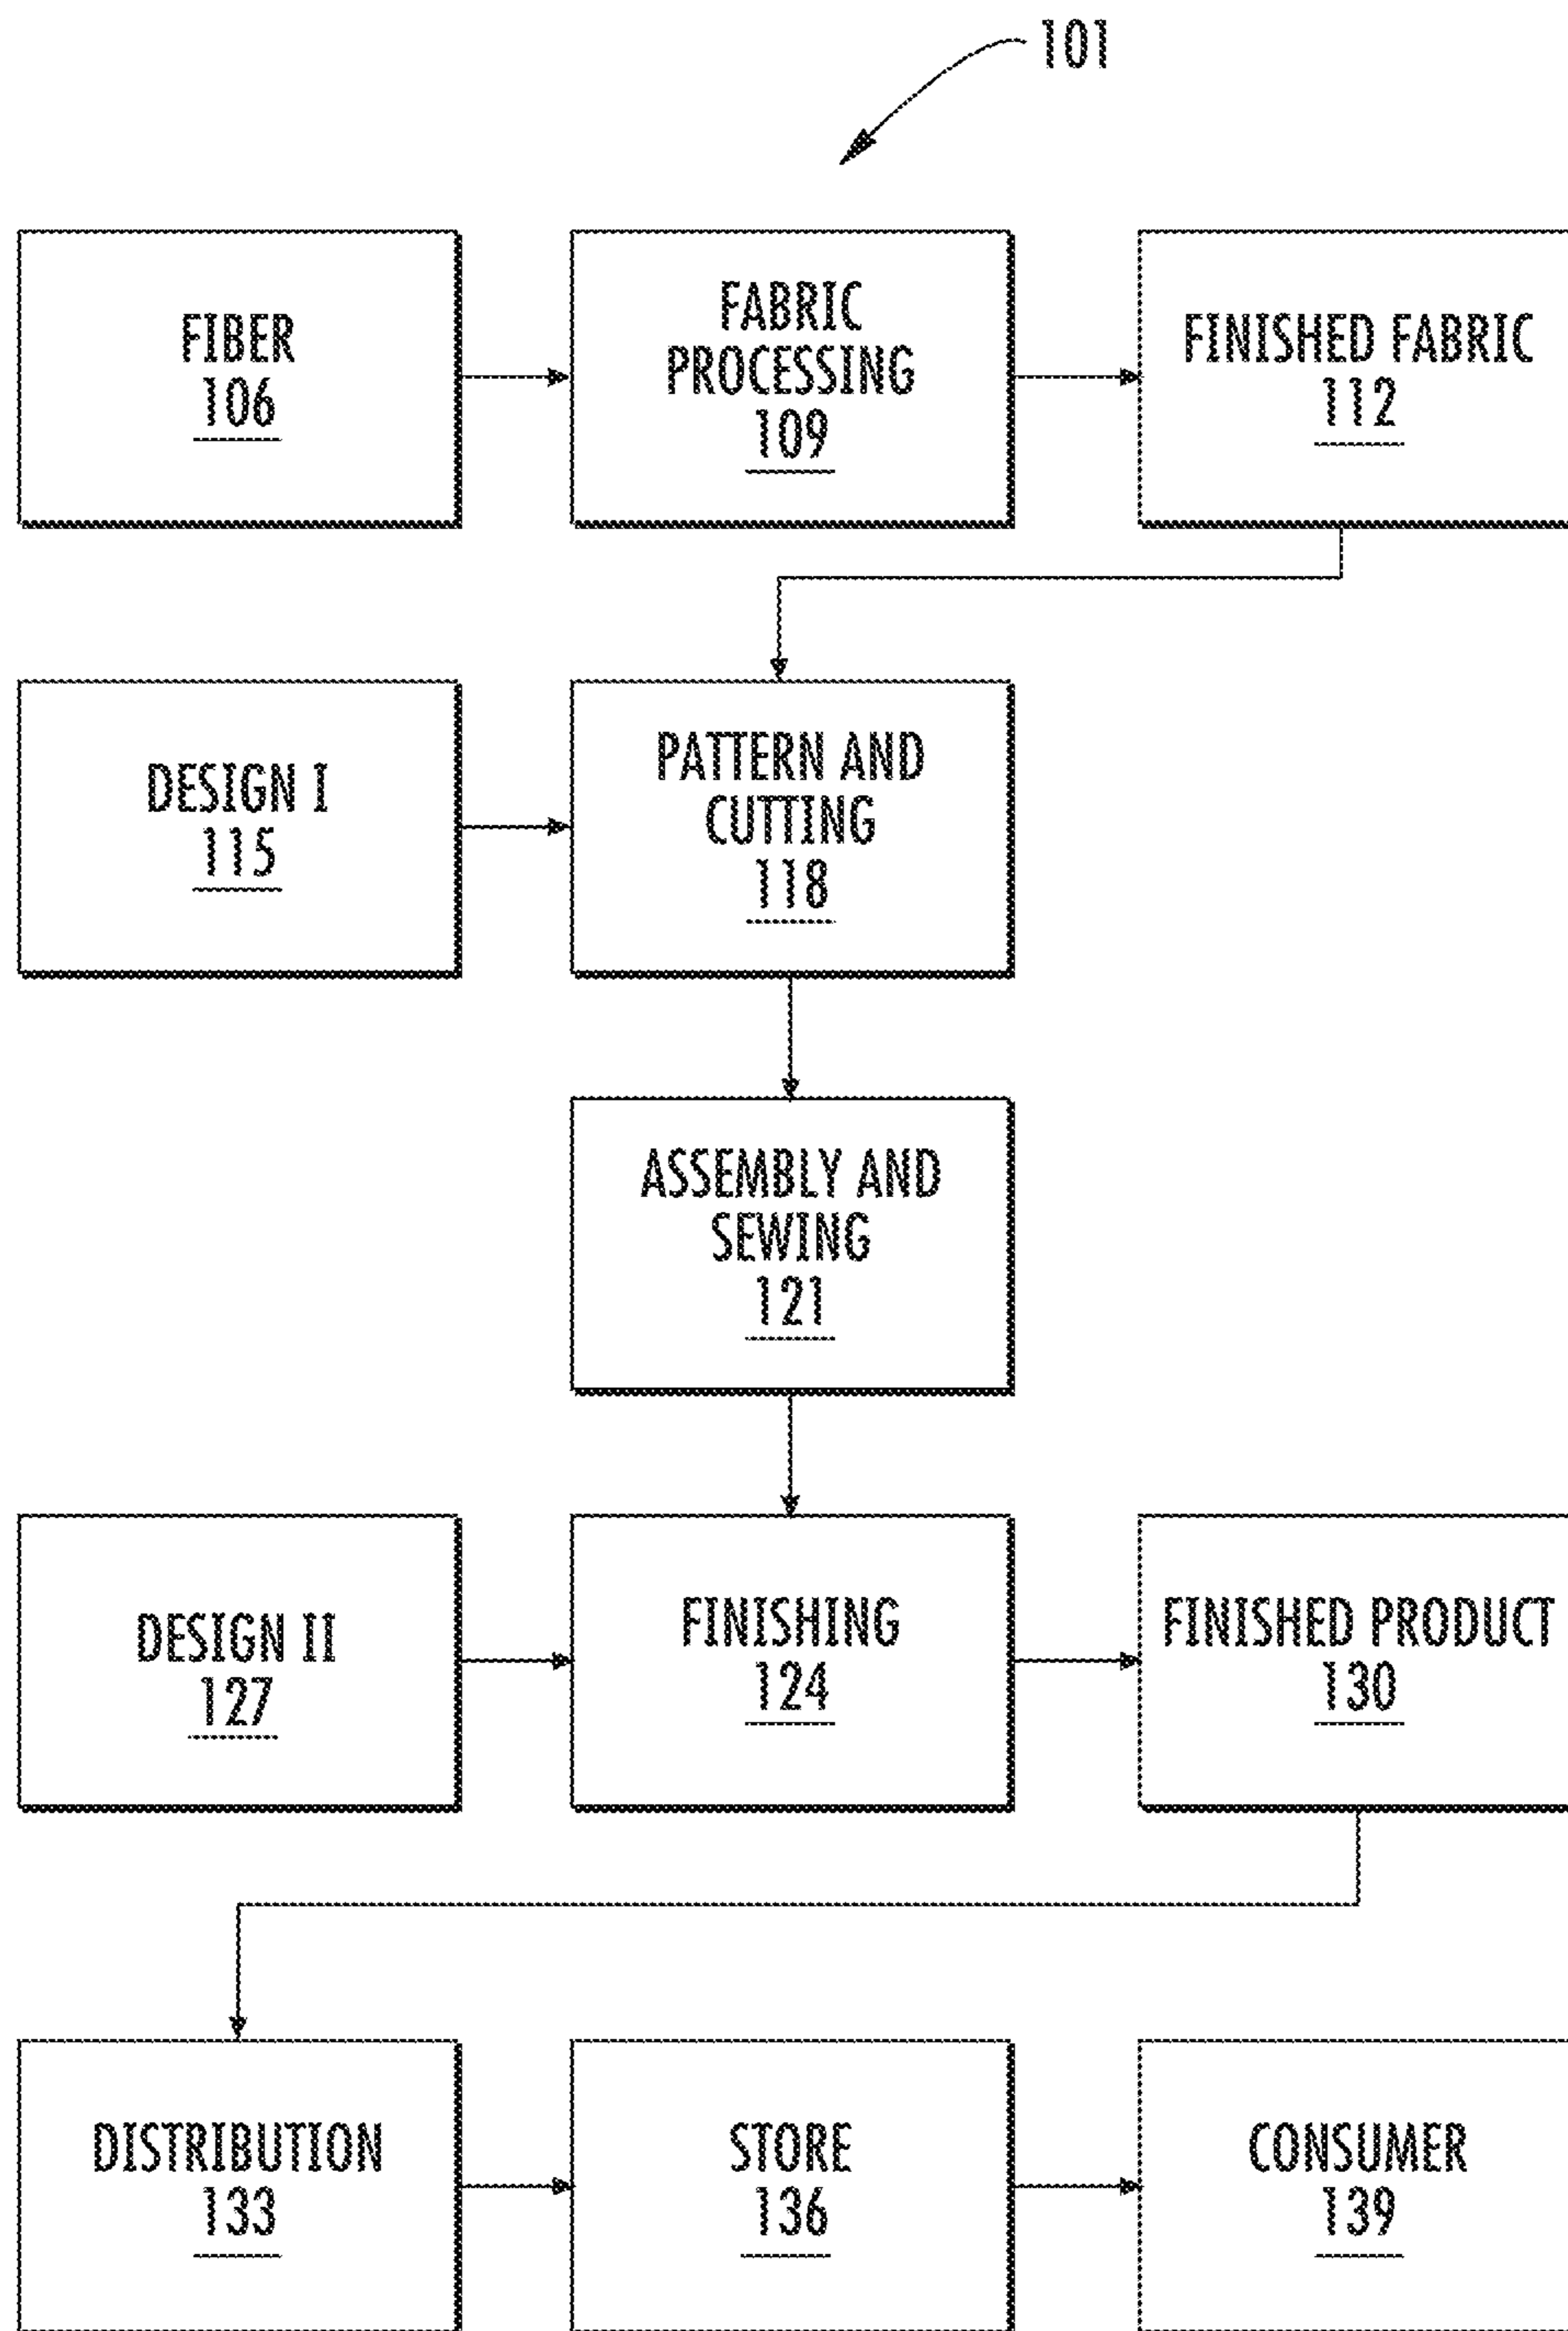 101
FIBER
106
FABRIC
PROCESSING
109
FINISHED FABRIC
112
DESIGN I
115
PATTERN AND
CUTTING
118
ASSEMBLY AND
SEWING
121
DESIGN II
127
FINISHING
124
FINISHED PRODUCT
130
DISTRIBUTION
133
STORE
136
CONSUMER
139